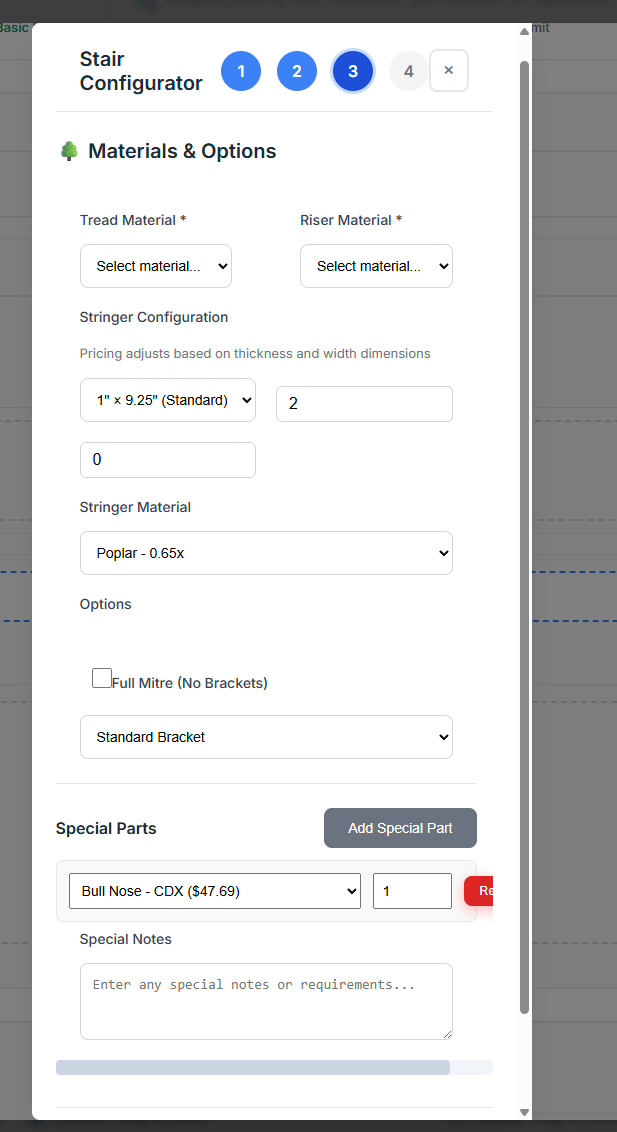 Basic
mit
Stair
Configurator
1
2
3
4
×
Materials & Options
Tread Material *
Riser Material *
Select material...
Select material...
Stringer Configuration
Pricing adjusts based on thickness and width dimensions
1" × 9.25" (Standard)
2
0
Stringer Material
Poplar - 0.65x
Options
Full Mitre (No Brackets)
Standard Bracket
Special Parts
Add Special Part
Bull Nose - CDX ($47.69)
1
Re
Special Notes
Enter any special notes or requirements...